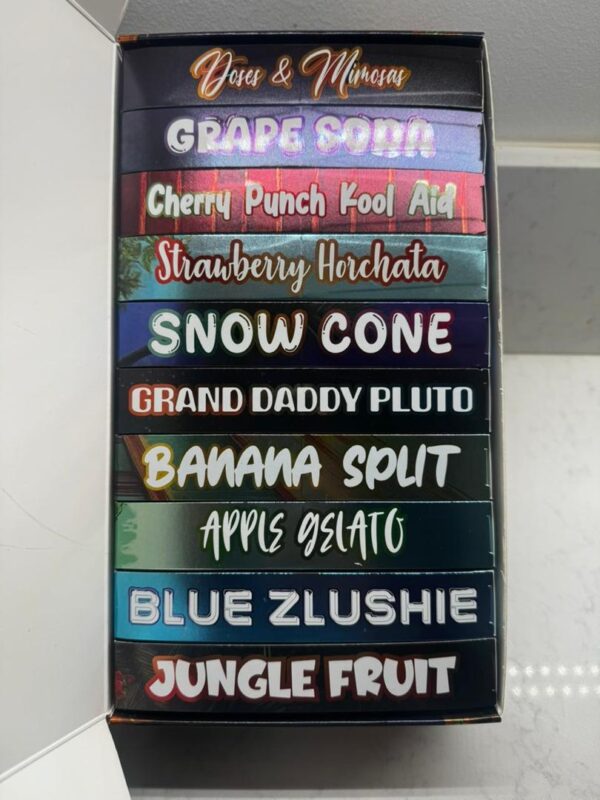 Doses & Mimosas
GRAPE SODA
Cherry Punch Kool Aid
Strawberry Horchata
SNOW CONE
GRAND DADDY PLUTO
BANANA SPLIT
APPLE GELATO
BLUE ZLUSHIE
JUNGLE FRUIT